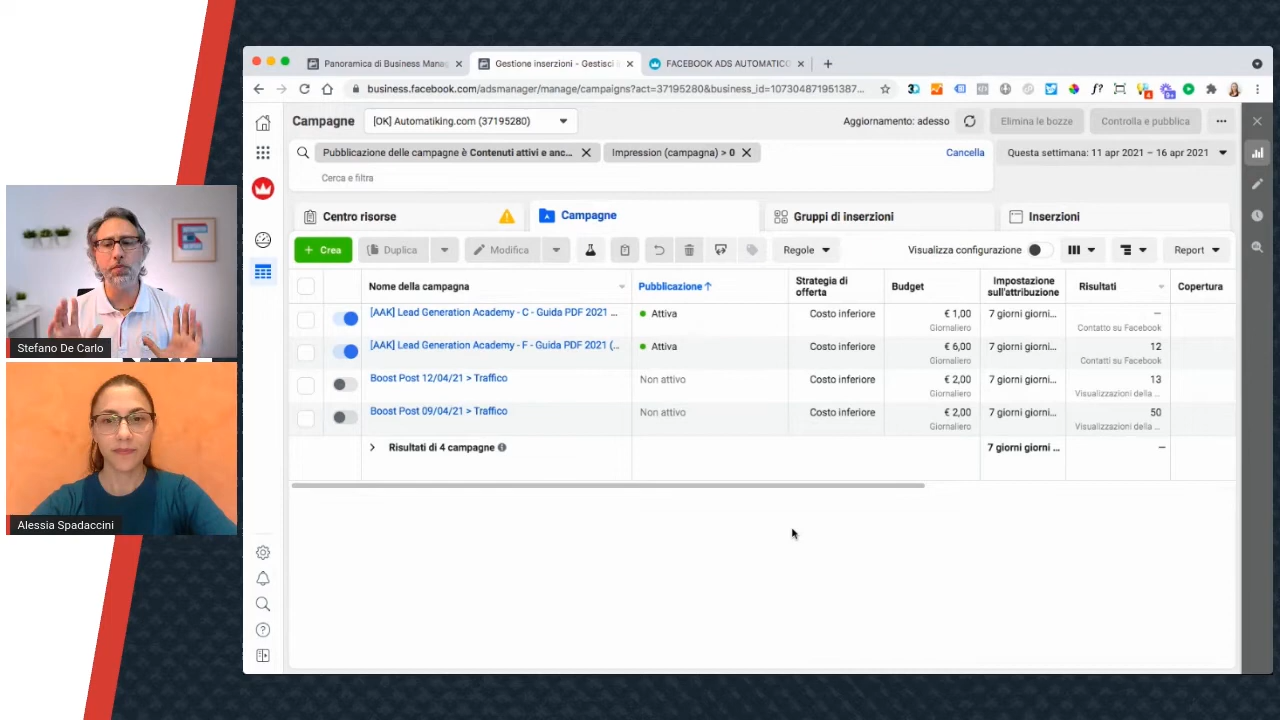 Panoramica di Business Mana
Gestione inserzioni - Gestisci i
FACEBOOK ADS AUTOMATICO
business.facebook.com/adsmanager/manage/campaigns?act=37195280&business_id=107304871951387...
Campagne
[OK] Automatiking.com (37195280)
Aggiornamento: adesso
Elimina le bozze
Controlla e pubblica
Pubblicazione delle campagne è Contenuti attivi e anc...
Impression (campagna) > 0
Cancella
Questa settimana: 11 apr 2021 – 16 apr 2021
Cerca e filtra
Centro risorse
Campagne
Gruppi di inserzioni
Inserzioni
+ Crea
Duplica
Modifica
Regole
Visualizza configurazione
Report
Nome della campagna
Pubblicazione ↑
Strategia di offerta
Budget
Impostazione sull'attribuzione
Risultati
Copertura
[AAK] Lead Generation Academy - C - Guida PDF 2021 ...
Attiva
Costo inferiore
€ 1,00
Giornaliero
7 giorni giorni...
—
Contatto su Facebook
[AAK] Lead Generation Academy - F - Guida PDF 2021 (...
Attiva
Costo inferiore
€ 6,00
Giornaliero
7 giorni giorni...
12
Contatti su Facebook
Boost Post 12/04/21 > Traffico
Non attivo
Costo inferiore
€ 2,00
Giornaliero
7 giorni giorni...
13
Visualizzazioni della ...
Boost Post 09/04/21 > Traffico
Non attivo
Costo inferiore
€ 2,00
Giornaliero
7 giorni giorni...
50
Visualizzazioni della ...
Risultati di 4 campagne
7 giorni giorni ...
—
Stefano De Carlo
Alessia Spadaccini